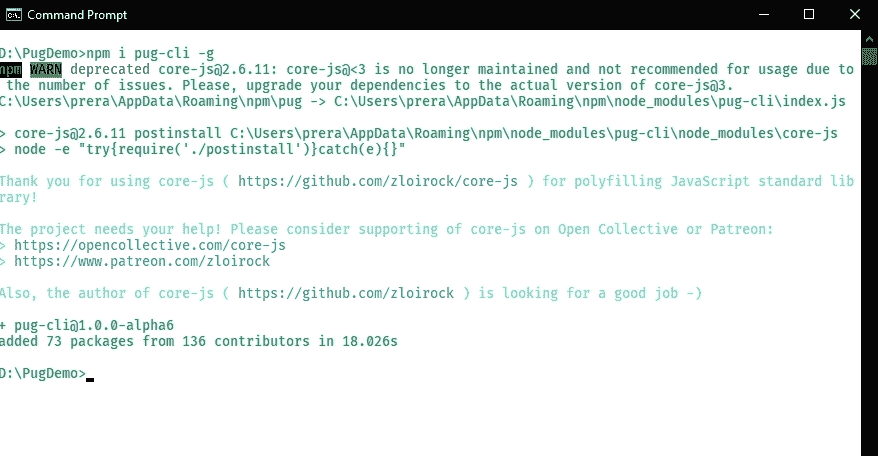 Command Prompt
D:\PugDemo>npm i pug-cli -g
npm WARN deprecated core-js@2.6.11: core-js@<3 is no longer maintained and not recommended for usage due to
 the number of issues. Please, upgrade your dependencies to the actual version of core-js@3.
C:\Users\prera\AppData\Roaming\npm\pug -> C:\Users\prera\AppData\Roaming\npm\node_modules\pug-cli\index.js
> core-js@2.6.11 postinstall C:\Users\prera\AppData\Roaming\npm\node_modules\pug-cli\node_modules\core-js
> node -e "try{require('./postinstall')}catch(e){}"
Thank you for using core-js ( https://github.com/zloirock/core-js ) for polyfilling JavaScript standard lib
rary!
The project needs your help! Please consider supporting of core-js on Open Collective or Patreon:
> https://opencollective.com/core-js
> https://www.patreon.com/zloirock
Also, the author of core-js ( https://github.com/zloirock ) is looking for a good job -)
+ pug-cli@1.0.0-alpha6
added 73 packages from 136 contributors in 18.026s
D:\PugDemo>